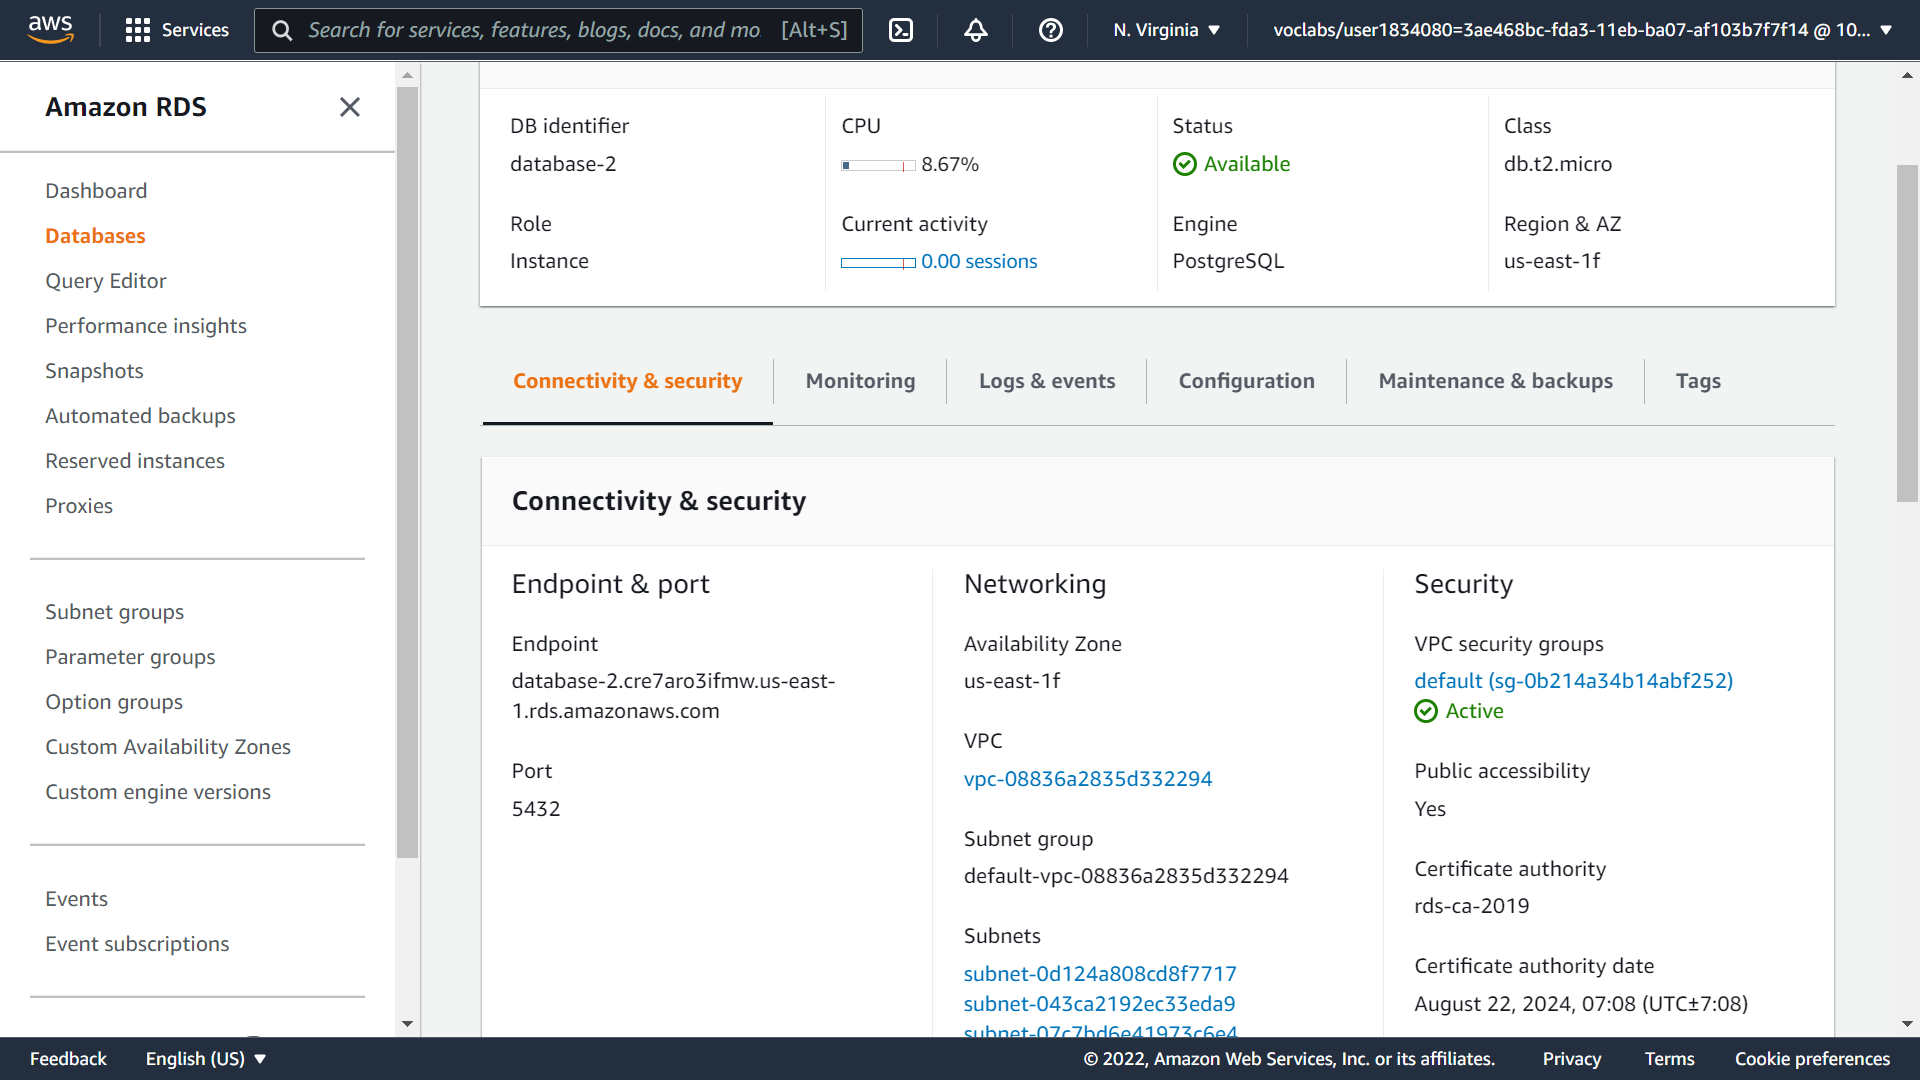 aws
Services
Search for services, features, blogs, docs, and mo
[Alt+S]
N. Virginia
voclabs/user1834080=3ae468bc-fda3-11eb-ba07-af103b7f7f14 @ 10...
Amazon RDS
Dashboard
Databases
Query Editor
Performance insights
Snapshots
Automated backups
Reserved instances
Proxies
Subnet groups
Parameter groups
Option groups
Custom Availability Zones
Custom engine versions
Events
Event subscriptions
DB identifier
database-2
CPU
8.67%
Status
Available
Class
db.t2.micro
Role
Instance
Current activity
0.00 sessions
Engine
PostgreSQL
Region & AZ
us-east-1f
Connectivity & security
Monitoring
Logs & events
Configuration
Maintenance & backups
Tags
Connectivity & security
Endpoint & port
Endpoint
database-2.cre7aro3ifmw.us-east-
1.rds.amazonaws.com
Port
5432
Networking
Availability Zone
us-east-1f
VPC
vpc-08836a2835d332294
Subnet group
default-vpc-08836a2835d332294
Subnets
subnet-0d124a808cd8f7717
subnet-043ca2192ec33eda9
subnet-07c7bd6e41973c6e4
Security
VPC security groups
default (sg-0b214a34b14abf252)
Active
Public accessibility
Yes
Certificate authority
rds-ca-2019
Certificate authority date
August 22, 2024, 07:08 (UTC±7:08)
Feedback
English (US)
© 2022, Amazon Web Services, Inc. or its affiliates.
Privacy
Terms
Cookie preferences